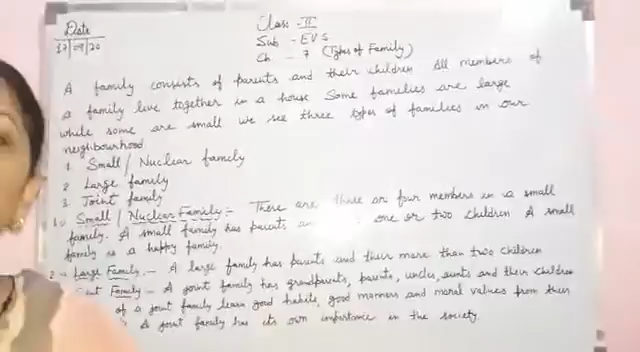 Date
17/09/20
Class - II
Sub - EVS
Ch - 7 (Types of Family)
A family consists of parents and their children All members of
a family live together in a house Some families are large
while some are small we see three types of families in our
neighbourhood
1. Small / Nuclear family
2. Large family
3. Joint family
1 :- Small / Nuclear Family :- There are three or four members in a small
family. A small family has parents one or two children A small
family is a happy family.
2 :- Large Family :- A large family has parents and their more than two children
Family :- A joint family has grandparents, parents, uncles, aunts and their children
of a joint family learn good habits, good manners and moral values from their
A joint family has its own importance in the society.